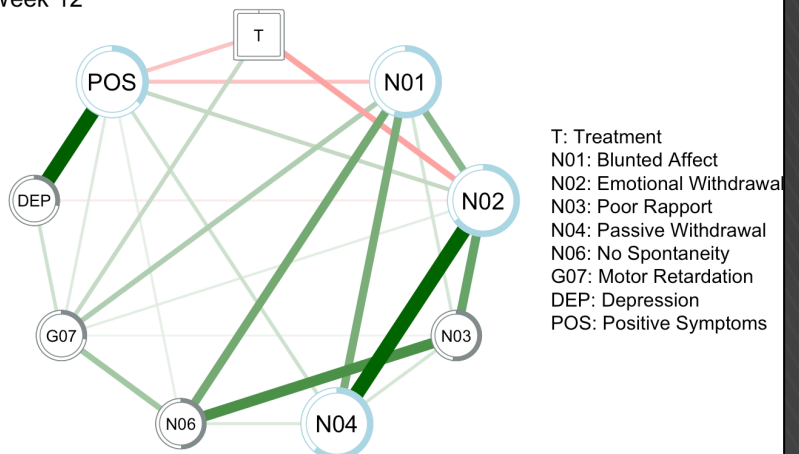 Week 12
T
POS
N01
N02
DEP
G07
N03
N06
N04
T: Treatment
N01: Blunted Affect
N02: Emotional Withdrawal
N03: Poor Rapport
N04: Passive Withdrawal
N06: No Spontaneity
G07: Motor Retardation
DEP: Depression
POS: Positive Symptoms